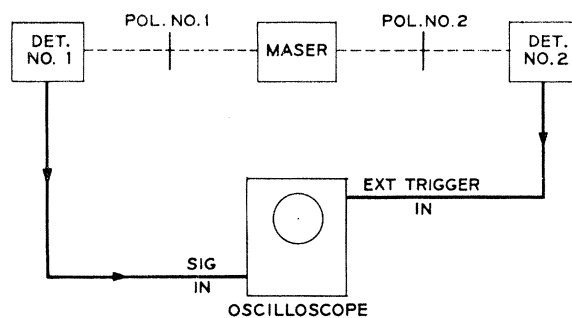 POL. NO. 1
POL. NO. 2
DET.
NO. 1
MASER
DET.
NO. 2
EXT TRIGGER
IN
SIG
IN
OSCILLOSCOPE